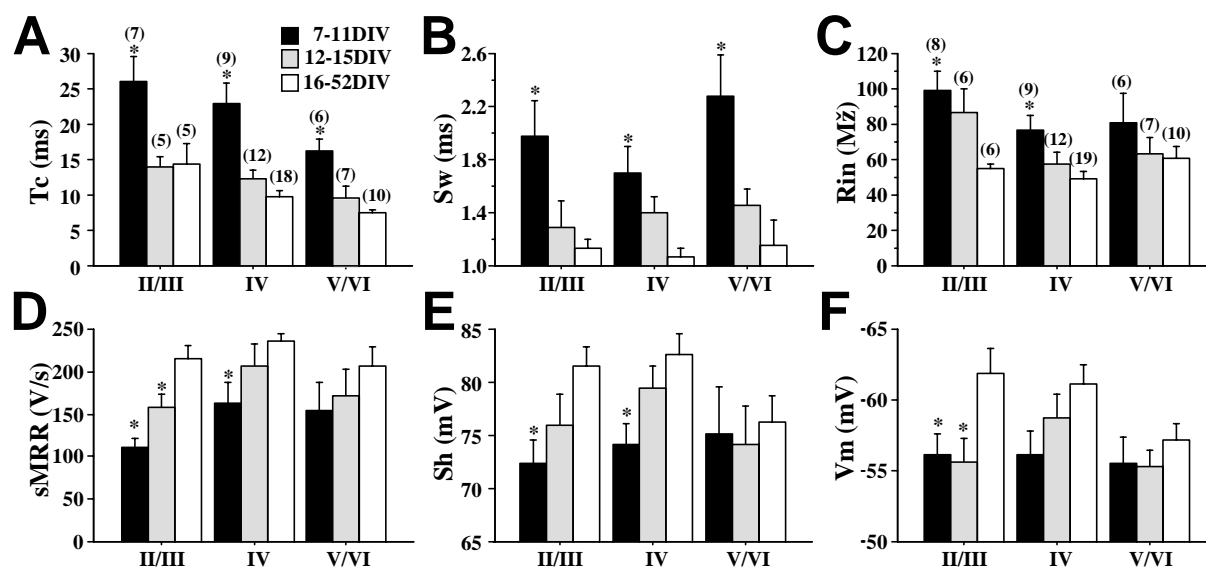 A
Tc (ms)
30
25
20
15
10
5
0
(7)
*
(5)
(5)
(9)
*
(12)
(18)
(6)
*
(7)
(10)
II/III
IV
V/VI
7-11DIV
12-15DIV
16-52DIV
B
Sw (ms)
2.6
2.2
1.8
1.4
1.0
*
*
*
II/III
IV
V/VI
C
Rin (Mž)
120
100
80
60
40
20
0
(8)
*
(6)
(6)
(9)
*
(12)
(19)
(6)
(7)
(10)
II/III
IV
V/VI
D
sMRR (V/s)
250
200
150
100
50
0
*
*
*
II/III
IV
V/VI
E
Sh (mV)
85
80
75
70
65
*
*
II/III
IV
V/VI
F
Vm (mV)
-65
-60
-55
-50
*
*
II/III
IV
V/VI